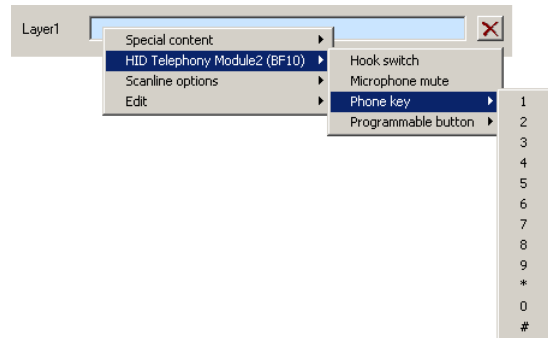 Layer1
Special content
HID Telephony Module2 (BF10)
Scanline options
Edit
Hook switch
Microphone mute
Phone key
Programmable button
1
2
3
4
5
6
7
8
9
*
0
#